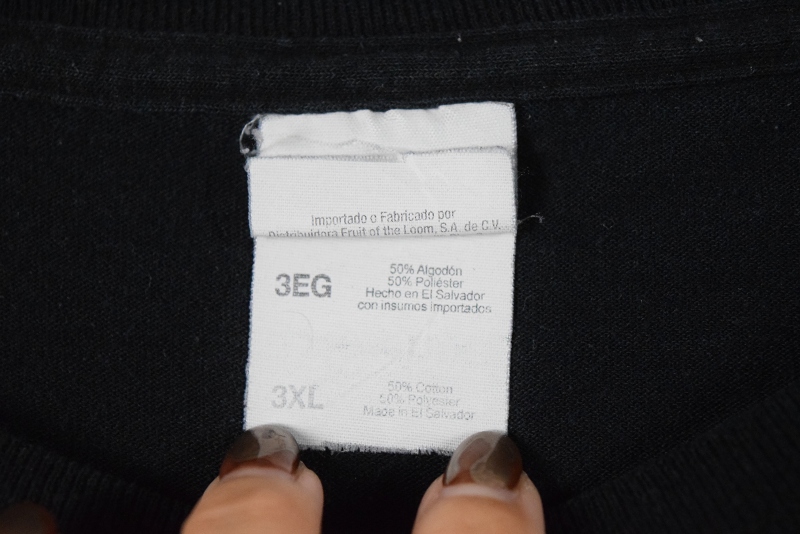 Importado o Fabricado por
Distribuidora Fruit of the Loom, S.A. de C.V.
3EG
50% Algodón
50% Poliéster
Hecho en El Salvador
con insumos importados
3XL
50% Cotton
50% Polyester
Made in El Salvador